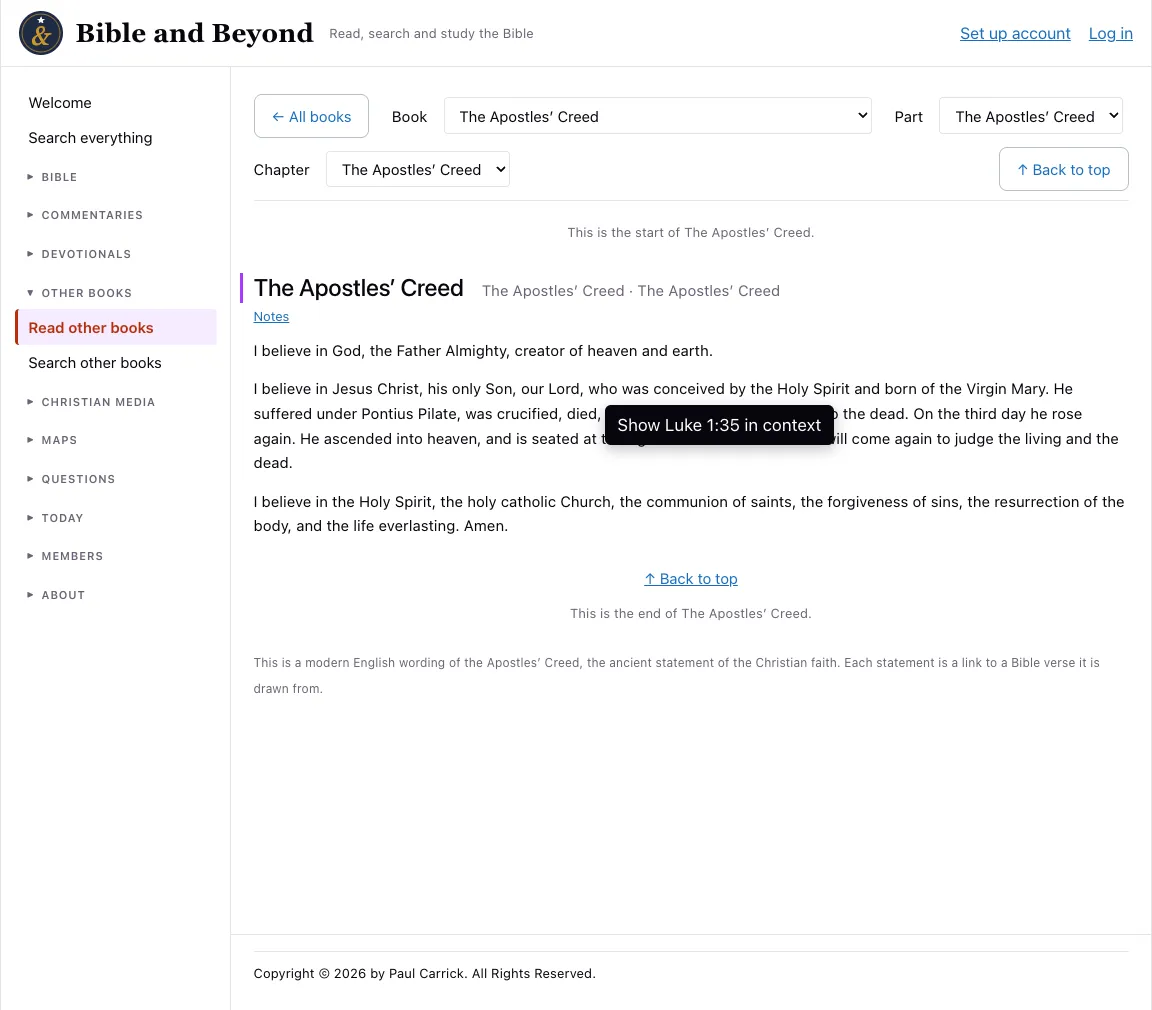 &
Bible and Beyond
Read, search and study the Bible
Set up account
Log in
Welcome
Search everything
BIBLE
COMMENTARIES
DEVOTIONALS
OTHER BOOKS
Read other books
Search other books
CHRISTIAN MEDIA
MAPS
QUESTIONS
TODAY
MEMBERS
ABOUT
← All books
Book
The Apostles’ Creed
Part
The Apostles’ Creed
Chapter
The Apostles’ Creed
↑ Back to top
This is the start of The Apostles’ Creed.
The Apostles’ Creed
The Apostles’ Creed · The Apostles’ Creed
Notes
I believe in God, the Father Almighty, creator of heaven and earth.
I believe in Jesus Christ, his only Son, our Lord, who was conceived by the Holy Spirit and born of the Virgin Mary. He
suffered under Pontius Pilate, was crucified, died, the dead. On the third day he rose
Show Luke 1:35 in context
again. He ascended into heaven, and is seated at will come again to judge the living and the
dead.
I believe in the Holy Spirit, the holy catholic Church, the communion of saints, the forgiveness of sins, the resurrection of the
body, and the life everlasting. Amen.
↑ Back to top
This is the end of The Apostles’ Creed.
This is a modern English wording of the Apostles’ Creed, the ancient statement of the Christian faith. Each statement is a link to a Bible verse it is
drawn from.
Copyright © 2026 by Paul Carrick. All Rights Reserved.